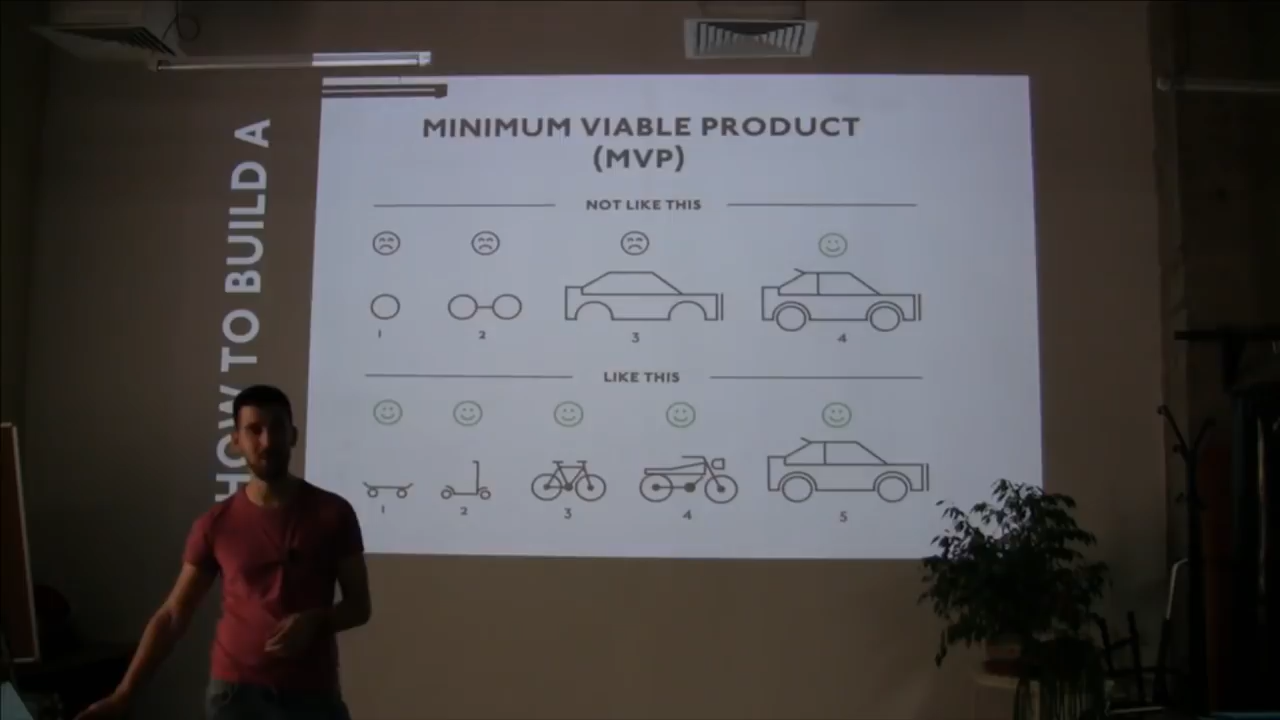 HOW TO BUILD A
MINIMUM VIABLE PRODUCT
(MVP)
NOT LIKE THIS
1 2 3 4
LIKE THIS
1 2 3 4 5